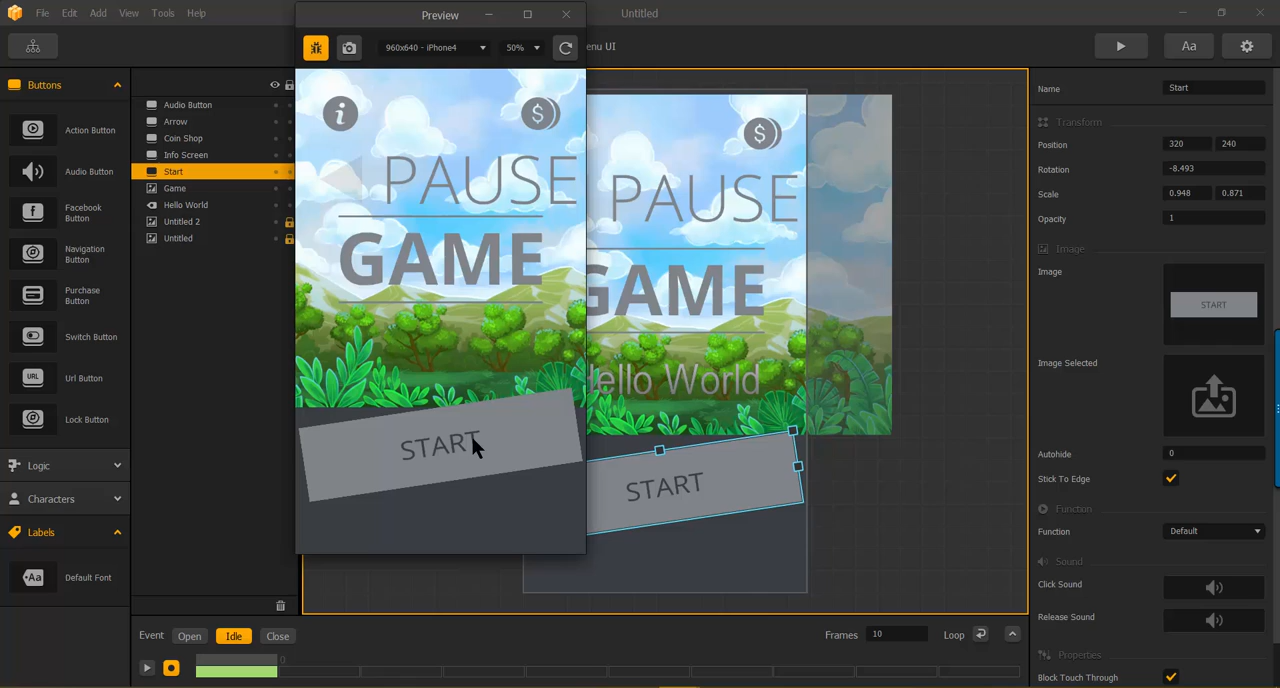 File Edit Add View Tools Help
Preview
Untitled
960x640 - iPhone4
50%
enu UI
Aa
Buttons
Action Button
Audio Button
Facebook
Button
Navigation
Button
Purchase
Button
Switch Button
URL
Url Button
Lock Button
Logic
Characters
Labels
Aa
Default Font
Audio Button
Arrow
Coin Shop
Info Screen
Start
Game
Hello World
Untitled 2
Untitled
i
$
PAUSE
GAME
START
$
PAUSE
GAME
Hello World
START
Name
Start
Transform
Position
320
240
Rotation
-8.493
Scale
0.948
0.871
Opacity
1
Image
Image
START
Image Selected
Autohide
0
Stick To Edge
Function
Function
Default
Sound
Click Sound
Release Sound
Properties
Block Touch Through
Event
Open
Idle
Close
Frames
10
Loop
0